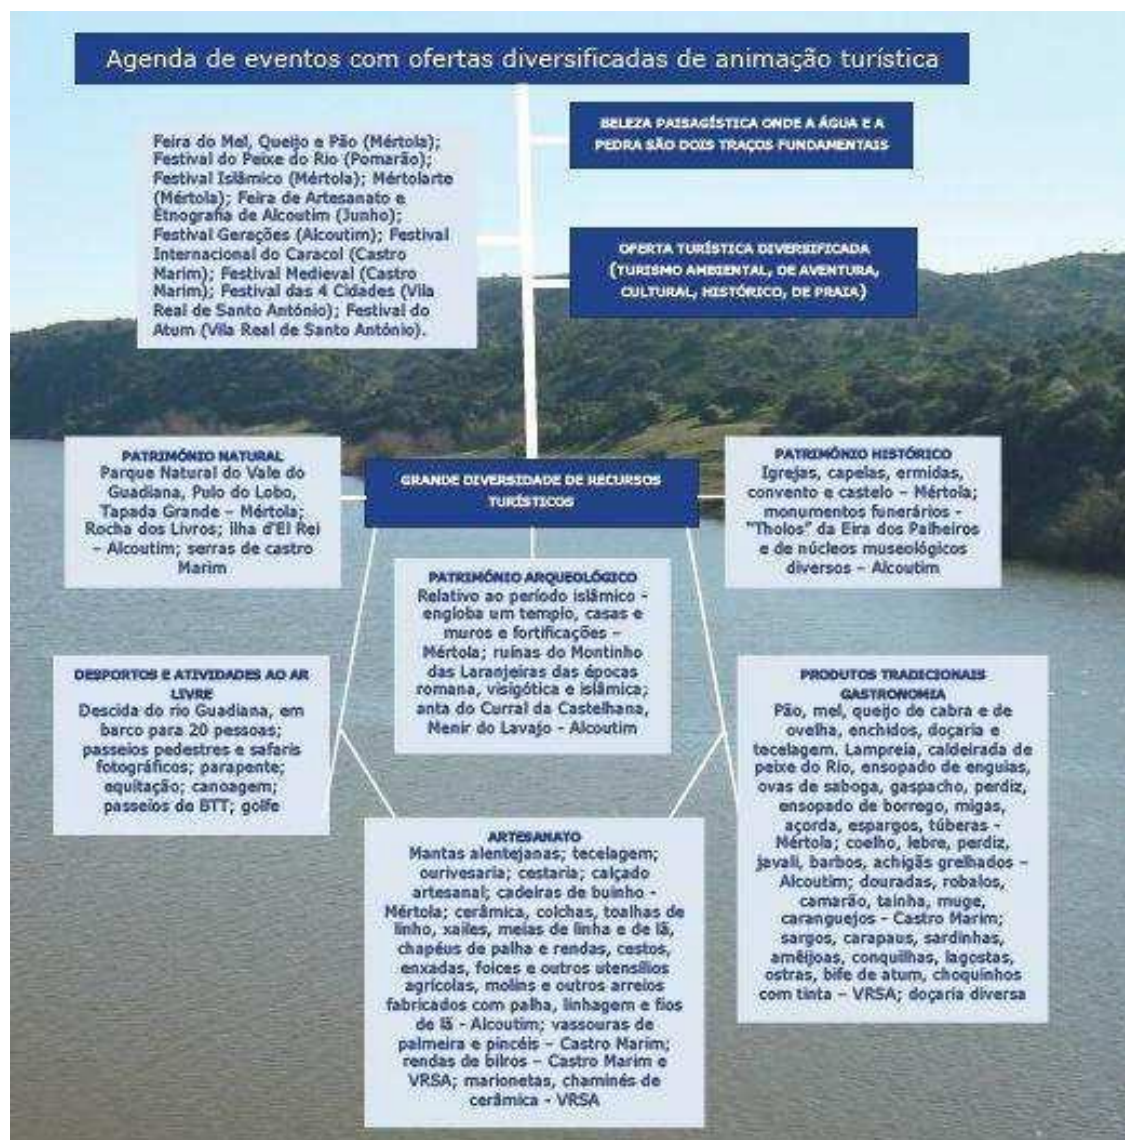 Agenda de eventos com ofertas diversificadas de animação turística
BELEZA PAISAGÍSTICA ONDE A ÁGUA E A
PEDRA SÃO DOIS TRAÇOS FUNDAMENTAIS
Feira do Mel, Queijo e Pão (Mértola);
Festival do Peixe do Rio (Pomarão);
Festival Islâmico (Mértola); Mértolarte
(Mértola); Feira de Artesanato e
Etnografia de Alcoutim (Junho);
Festival Gerações (Alcoutim); Festival
Internacional do Caracol (Castro
Marim); Festival Medieval (Castro
Marim); Festival das 4 Cidades (Vila
Real de Santo António); Festival do
Atum (Vila Real de Santo António).
OFERTA TURÍSTICA DIVERSIFICADA
(TURISMO AMBIENTAL, DE AVENTURA,
CULTURAL, HISTÓRICO, DE PRAIA)
PATRIMÓNIO NATURAL
Parque Natural do Vale do
Guadiana, Pulo do Lobo,
Tapada Grande – Mértola;
Rocha dos Livros; ilha d'El Rei
– Alcoutim; serras de castro
Marim
GRANDE DIVERSIDADE DE RECURSOS
TURÍSTICOS
PATRIMÓNIO HISTÓRICO
Igrejas, capelas, ermidas,
convento e castelo – Mértola;
monumentos funerários -
"Tholos" da Eira dos Palheiros
e de núcleos museológicos
diversos – Alcoutim
PATRIMÓNIO ARQUEOLÓGICO
Relativo ao período islâmico -
engloba um templo, casas e
muros e fortificações –
Mértola; ruínas do Montinho
das Laranjeiras das épocas
romana, visigótica e islâmica;
anta do Curral da Castelhana,
Menir do Lavajo - Alcoutim
DESPORTOS E ATIVIDADES AO AR
LIVRE
Descida do rio Guadiana, em
barco para 20 pessoas;
passeios pedestres e safaris
fotográficos; parapente;
equitação; canoagem;
passeios de BTT; golfe
PRODUTOS TRADICIONAIS
GASTRONOMIA
Pão, mel, queijo de cabra e de
ovelha, enchidos, doçaria e
tecelagem. Lampreia, caldeirada de
peixe do Rio, ensopado de enguias,
ovas de saboga, gaspacho, perdiz,
ensopado de borrego, migas,
açorda, espargos, túberas -
Mértola; coelho, lebre, perdiz,
javali, barbos, achigãs grelhados –
Alcoutim; douradas, robalos,
camarão, tainha, muge,
caranguejos - Castro Marim;
sargos, carapaus, sardinhas,
amêijoas, conquilhas, lagostas,
ostras, bife de atum, choquinhos
com tinta – VRSA; doçaria diversa
ARTESANATO
Mantas alentejanas; tecelagem;
ourivesaria; cestaria; calçado
artesanal; cadeiras de buinho -
Mértola; cerâmica, colchas, toalhas de
linho, xailes, meias de linha e de lã,
chapéus de palha e rendas, cestos,
enxadas, foices e outros utensílios
agrícolas, molins e outros arreios
fabricados com palha, linhagem e fios
de lã - Alcoutim; vassouras de
palmeira e pincéis – Castro Marim;
rendas de bilros – Castro Marim e
VRSA; marionetas, chaminés de
cerâmica - VRSA